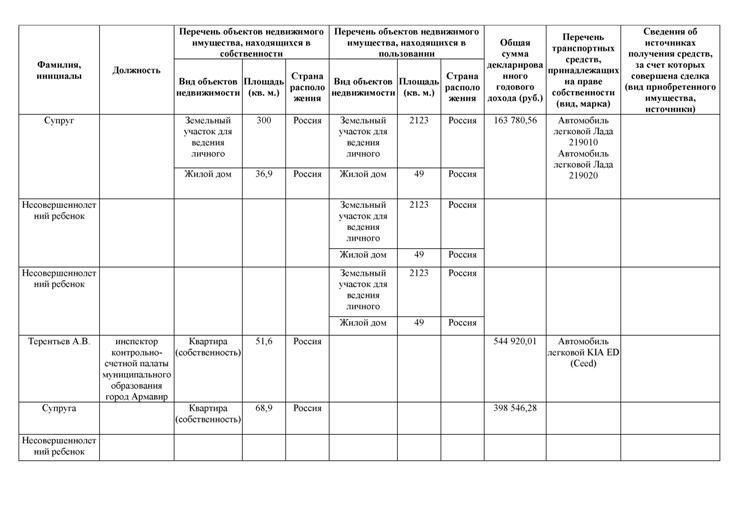 Фамилия, инициалы
Должность
Перечень объектов недвижимого имущества, находящихся в собственности
Перечень объектов недвижимого имущества, находящихся в пользовании
Общая сумма декларирова нного годового дохода (руб.)
Перечень транспортных средств, принадлежащих на праве собственности (вид, марка)
Сведения об источниках получения средств, за счет которых совершена сделка (вид приобретенного имущества, источники)
Вид объектов недвижимости
Площадь (кв. м.)
Страна располо жения
Вид объектов недвижимости
Площадь (кв. м.)
Страна располо жения
Супруг
Земельный участок для ведения личного
300
Россия
Земельный участок для ведения личного
2123
Россия
163 780,56
Автомобиль легковой Лада 219010
Автомобиль легковой Лада 219020
Жилой дом
36,9
Россия
Жилой дом
49
Россия
Несовершеннолет ний ребенок
Земельный участок для ведения личного
2123
Россия
Жилой дом
49
Россия
Несовершеннолет ний ребенок
Земельный участок для ведения личного
2123
Россия
Жилой дом
49
Россия
Терентьев А.В.
инспектор контрольно-счетной палаты муниципального образования город Армавир
Квартира (собственность)
51,6
Россия
544 920,01
Автомобиль легковой KIA ED (Ceed)
Супруга
Квартира (собственность)
68,9
Россия
398 546,28
Несовершеннолет ний ребенок